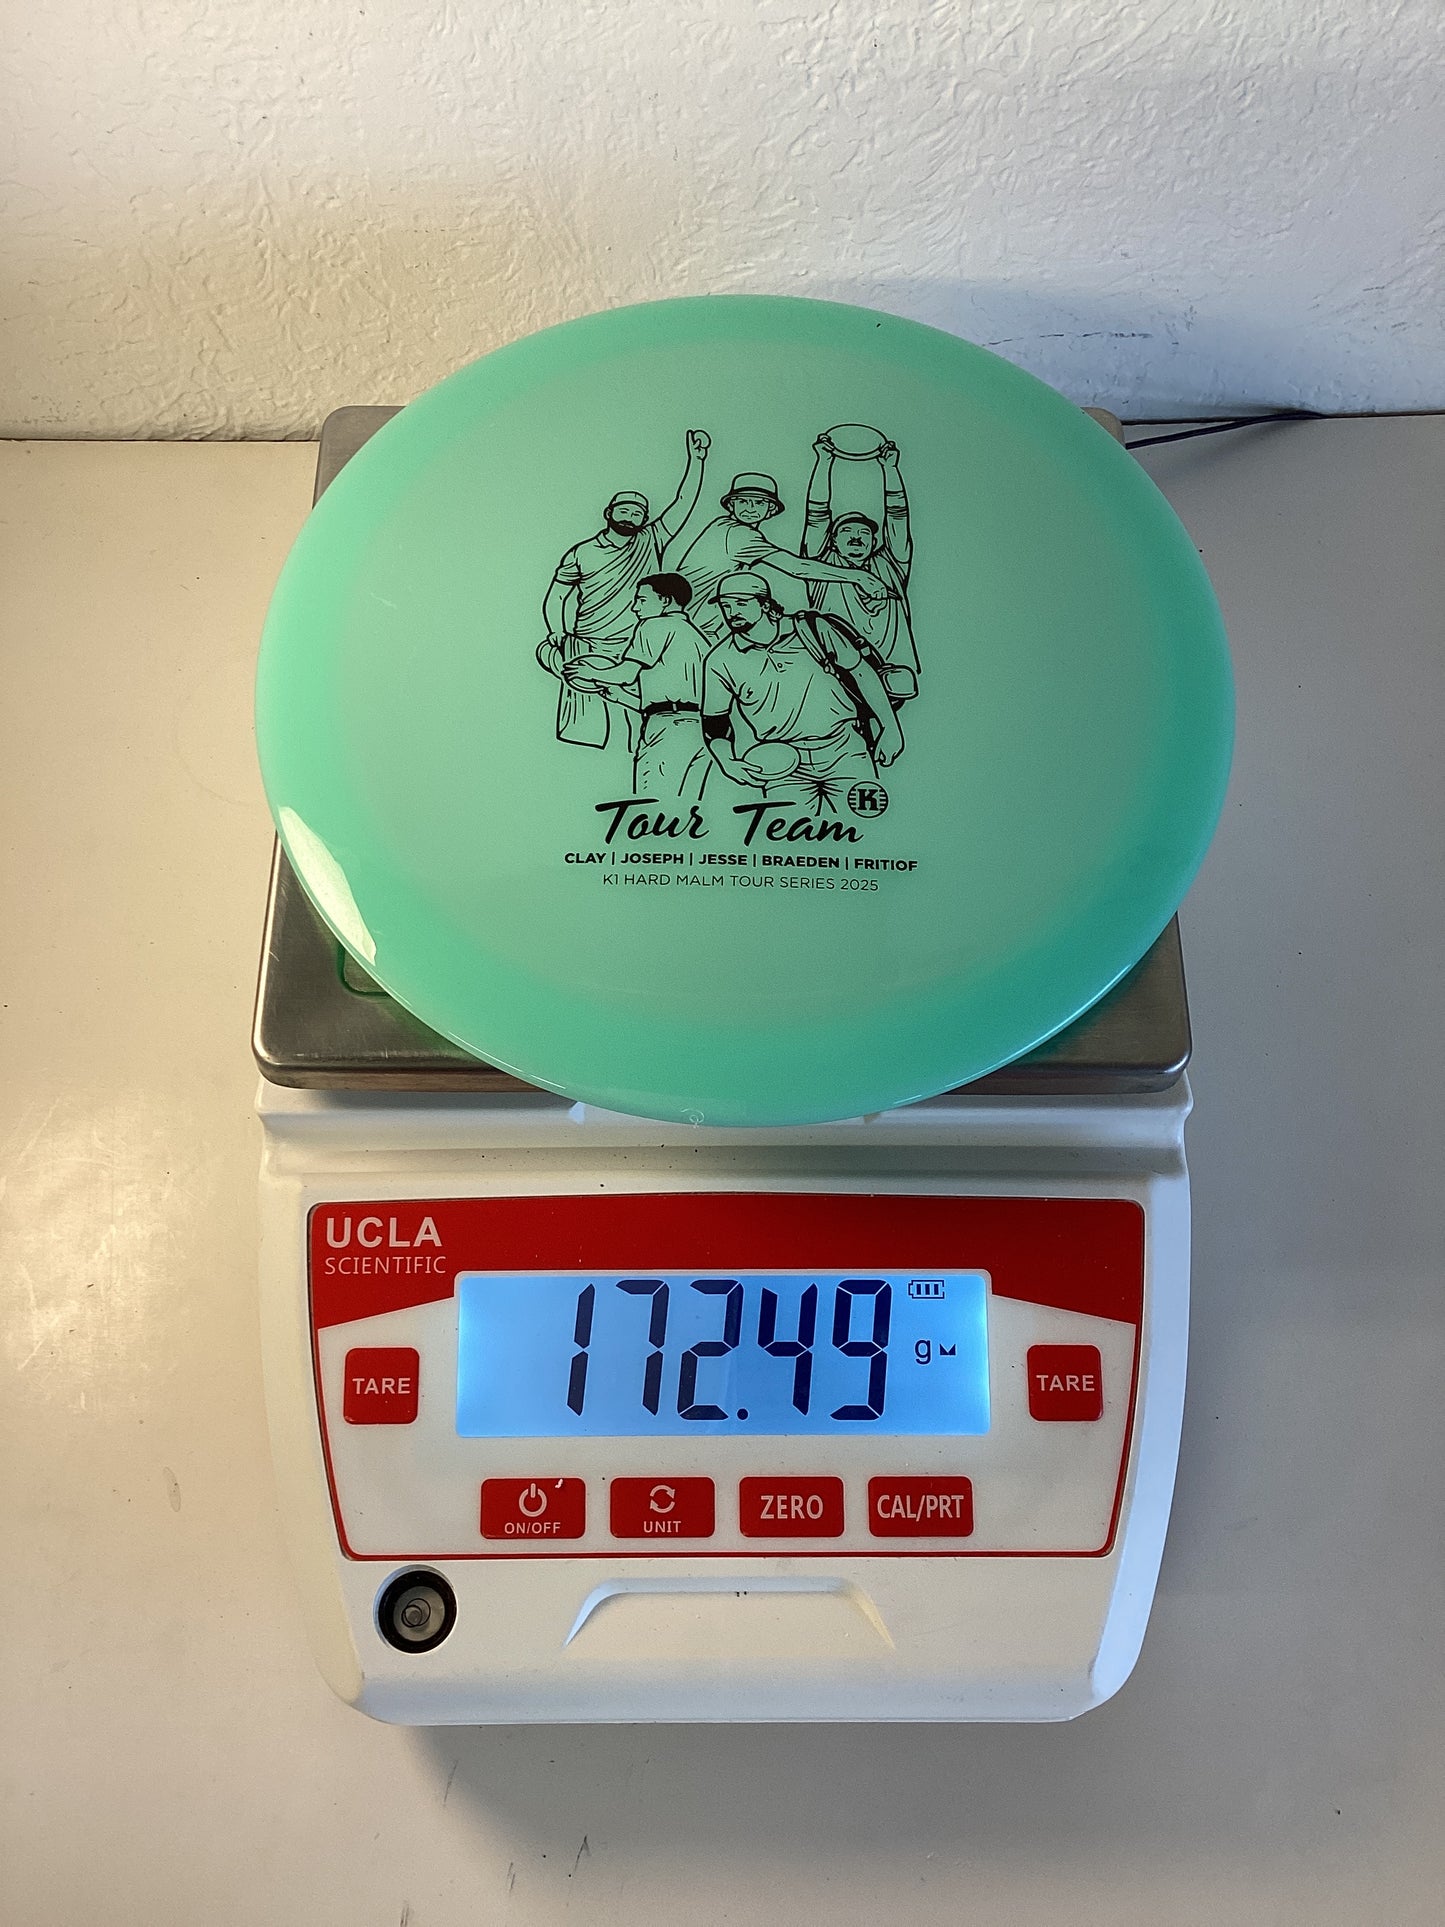 K
Tour Team
CLAY | JOSEPH | JESSE | BRAEDEN | FRITIOF
K1 HARD MALM TOUR SERIES 2025
UCLA
SCIENTIFIC
172.49 g
TARE
TARE
ON/OFF
UNIT
ZERO
CAL/PRT